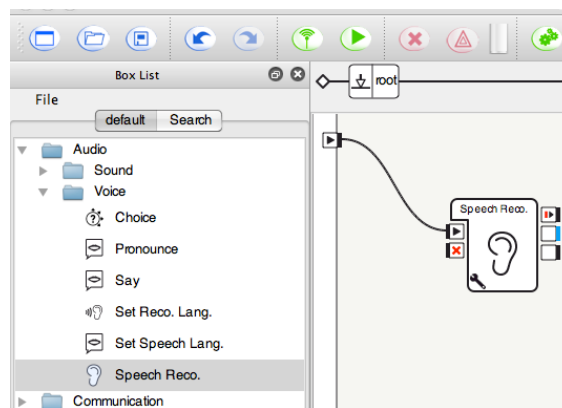 Box List
root
File
default Search
Audio
Sound
Voice
Speech Reco.
Choice
Pronounce
Say
Set Reco. Lang.
Set Speech Lang.
Speech Reco.
Communication